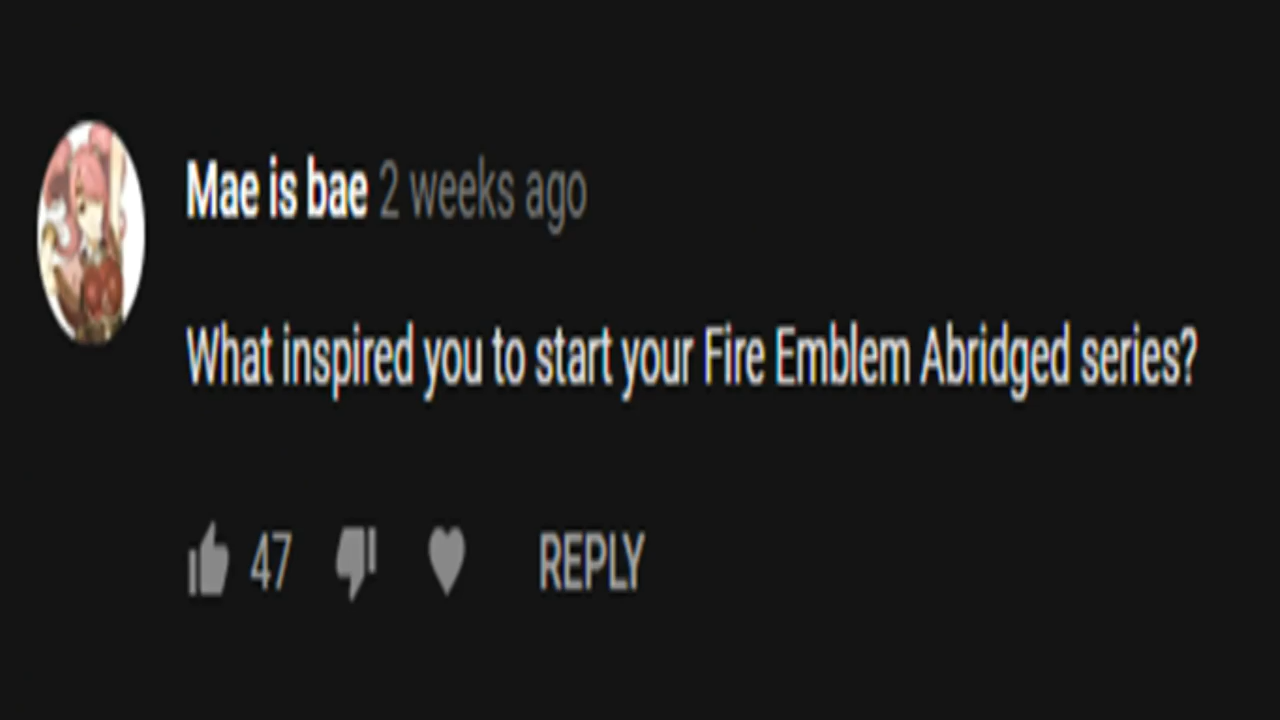 Mae is bae 2 weeks ago
What inspired you to start your Fire Emblem Abridged series?
47 REPLY